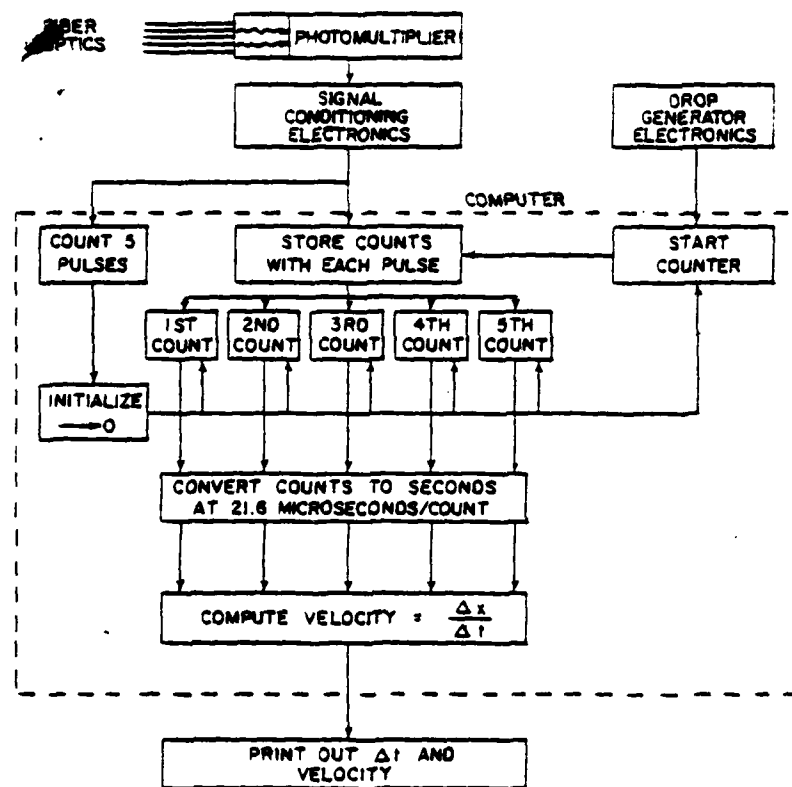 FIBER
OPTICS
PHOTOMULTIPLIER
SIGNAL
CONDITIONING
ELECTRONICS
DROP
GENERATOR
ELECTRONICS
COMPUTER
COUNT 5
PULSES
STORE COUNTS
WITH EACH PULSE
START
COUNTER
1ST
COUNT
2ND
COUNT
3RD
COUNT
4TH
COUNT
5TH
COUNT
INITIALIZE
→0
CONVERT COUNTS TO SECONDS
AT 21.6 MICROSECONDS/COUNT
COMPUTE VELOCITY = Δx/Δt
PRINT OUT Δt AND
VELOCITY